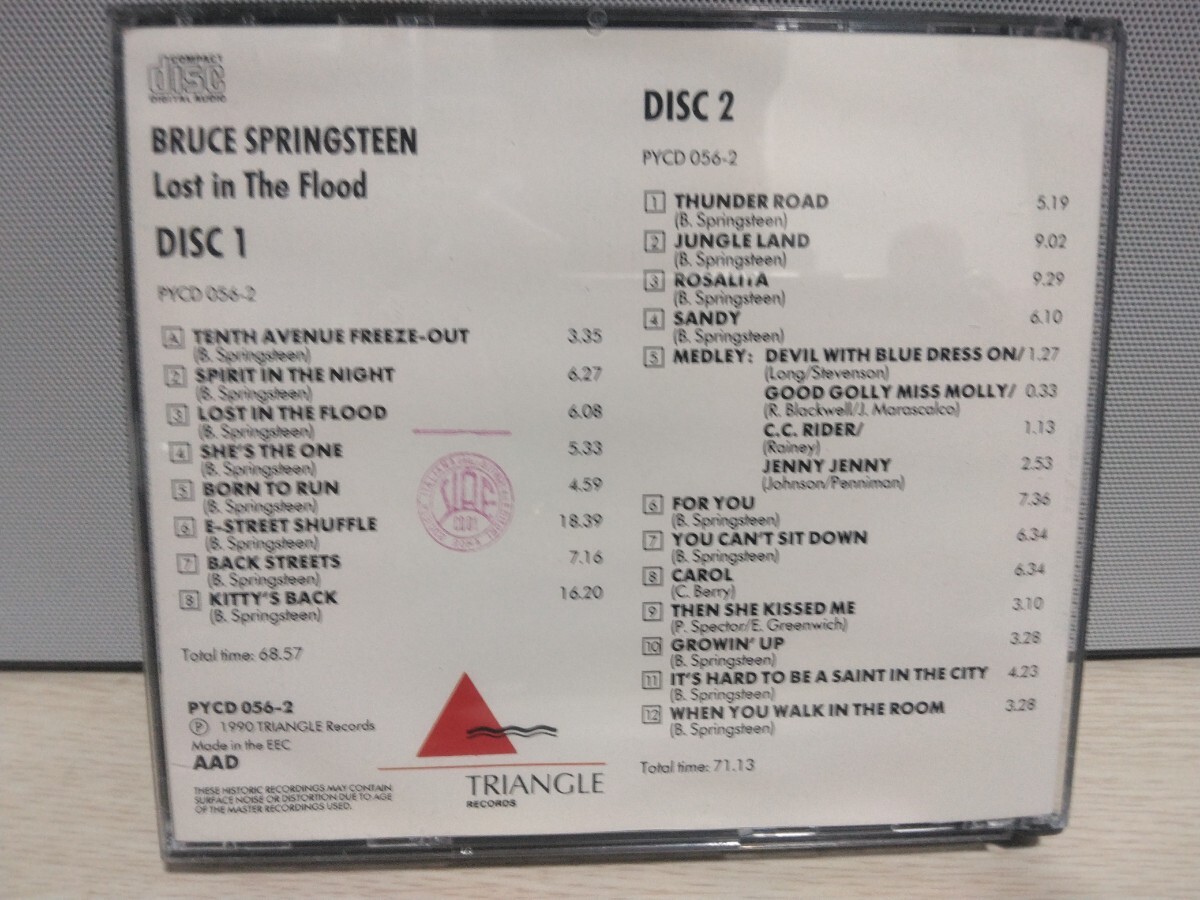 COMPACT
disc
DIGITAL AUDIO
BRUCE SPRINGSTEEN
Lost in The Flood
DISC 1
PYCD 056-2
TENTH AVENUE FREEZE-OUT 3.35
(B. Springsteen)
2 SPIRIT IN THE NIGHT 6.27
(B. Springsteen)
3 LOST IN THE FLOOD 6.08
(B. Springsteen)
4 SHE'S THE ONE 5.33
(B. Springsteen)
5 BORN TO RUN 4.59
(B. Springsteen)
6 E-STREET SHUFFLE 18.39
(B. Springsteen)
7 BACK STREETS 7.16
(B. Springsteen)
8 KITTY'S BACK 16.20
(B. Springsteen)
Total time: 68.57
PYCD 056-2
Ⓟ 1990 TRIANGLE Records
Made in the EEC
AAD
THESE HISTORIC RECORDINGS MAY CONTAIN
SURFACE NOISE OR DISTORTION DUE TO AGE
OF THE MASTER RECORDINGS USED.
SIAE
TRIANGLE
RECORDS
DISC 2
PYCD 056-2
1 THUNDER ROAD 5.19
(B. Springsteen)
2 JUNGLE LAND 9.02
(B. Springsteen)
3 ROSALITA 9.29
(B. Springsteen)
4 SANDY 6.10
(B. Springsteen)
5 MEDLEY: DEVIL WITH BLUE DRESS ON/ 1.27
(Long/Stevenson)
GOOD GOLLY MISS MOLLY/ 0.33
(R. Blackwell/J. Marascalco)
C.C. RIDER/ 1.13
(Rainey)
JENNY JENNY 2.53
(Johnson/Penniman)
6 FOR YOU 7.36
(B. Springsteen)
7 YOU CAN'T SIT DOWN 6.34
(B. Springsteen)
8 CAROL 6.34
(C. Berry)
9 THEN SHE KISSED ME 3.10
(P. Spector/E. Greenwich)
10 GROWIN' UP 3.28
(B. Springsteen)
11 IT'S HARD TO BE A SAINT IN THE CITY 4.23
(B. Springsteen)
12 WHEN YOU WALK IN THE ROOM 3.28
(B. Springsteen)
Total time: 71.13